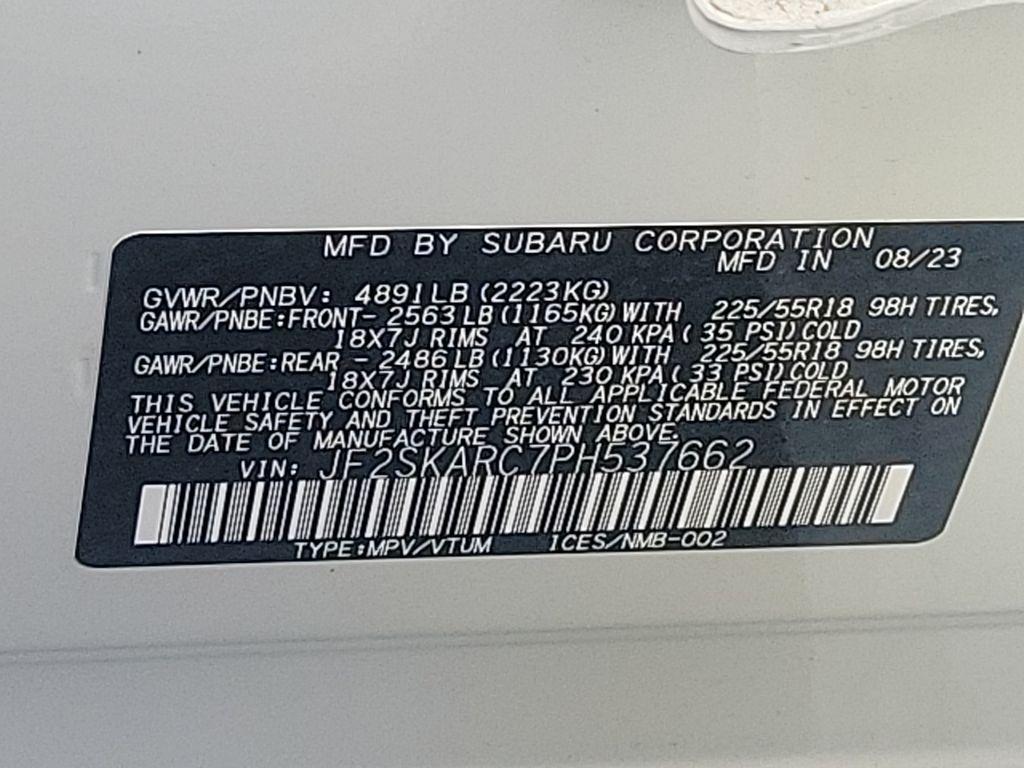 MFD BY SUBARU CORPORATION
MFD IN 08/23
GVWR/PNBV: 4891LB (2223KG)
GAWR/PNBE:FRONT- 2563LB (1165KG) WITH 225/55R18 98H TIRES,
18X7J RIMS AT 240 KPA ( 35 PSI) COLD
GAWR/PNBE:REAR - 2486LB (1130KG) WITH 225/55R18 98H TIRES,
18X7J RIMS AT 230 KPA ( 33 PSI) COLD
THIS VEHICLE CONFORMS TO ALL APPLICABLE FEDERAL MOTOR
VEHICLE SAFETY AND THEFT PREVENTION STANDARDS IN EFFECT ON
THE DATE OF MANUFACTURE SHOWN ABOVE.
VIN: JF2SKARC7PH537662
TYPE:MPV/VTUM ICES/NMB-002